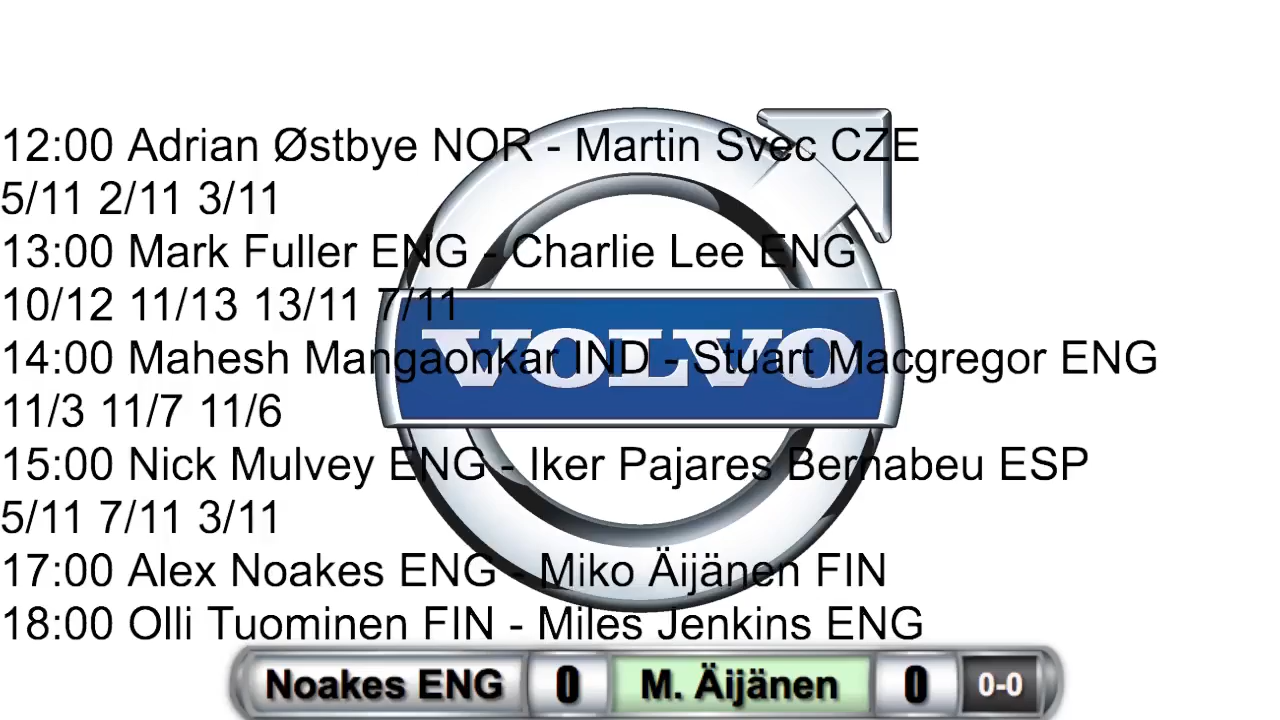 12:00 Adrian Østbye NOR - Martin Svec CZE
5/11 2/11 3/11
13:00 Mark Fuller ENG - Charlie Lee ENG
10/12 11/13 13/11 7/11
VOLVO
14:00 Mahesh Mangaonkar IND - Stuart Macgregor ENG
11/3 11/7 11/6
15:00 Nick Mulvey ENG - Iker Pajares Bernabeu ESP
5/11 7/11 3/11
17:00 Alex Noakes ENG - Miko Äijänen FIN
18:00 Olli Tuominen FIN - Miles Jenkins ENG
Noakes ENG 0 M. Äijänen 0 0-0